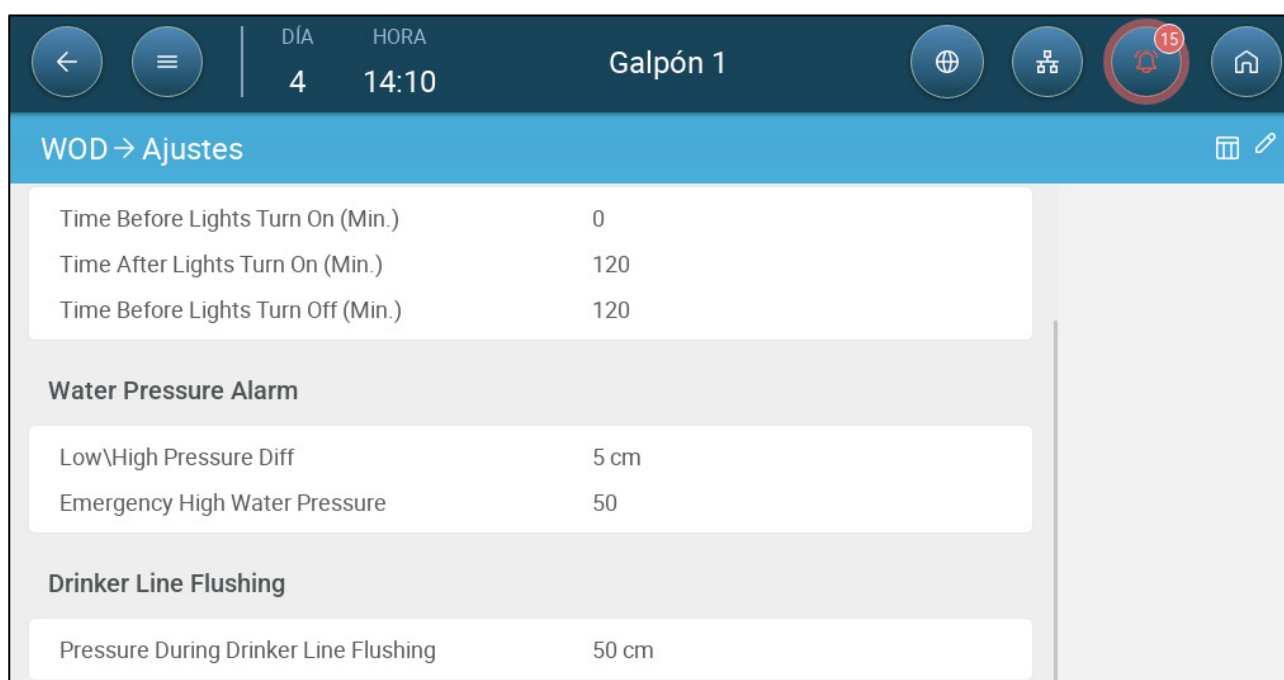 DÍA HORA
4 14:10
Galpón 1
15
WOD → Ajustes
Time Before Lights Turn On (Min.) 0
Time After Lights Turn On (Min.) 120
Time Before Lights Turn Off (Min.) 120
Water Pressure Alarm
Low\High Pressure Diff 5 cm
Emergency High Water Pressure 50
Drinker Line Flushing
Pressure During Drinker Line Flushing 50 cm